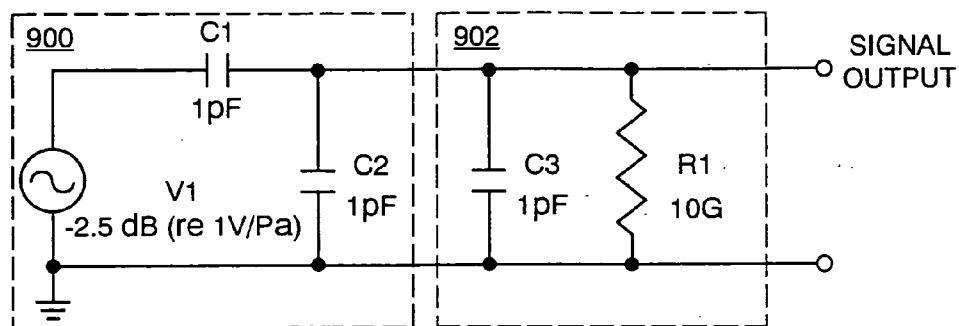 900
C1
1pF
V1
-2.5 dB (re 1V/Pa)
C2
1pF
902
C3
1pF
R1
10G
SIGNAL
OUTPUT